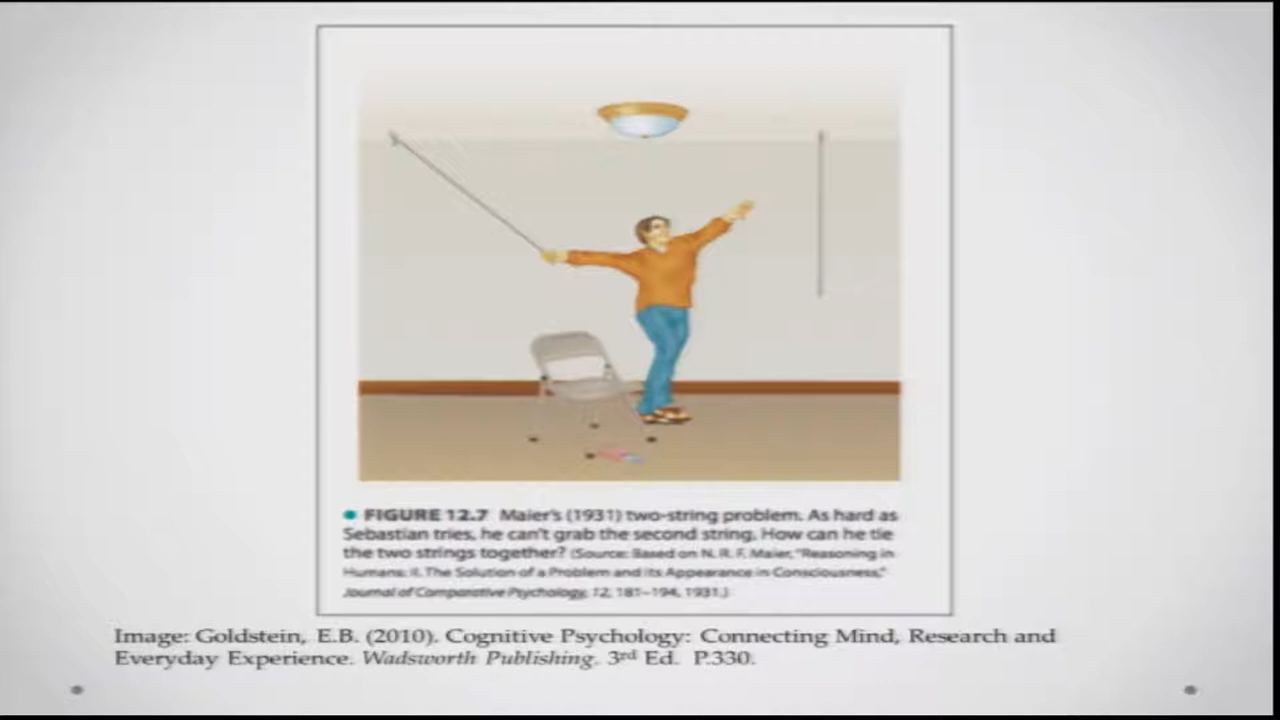 ● FIGURE 12.7 Maier's (1931) two-string problem. As hard as
Sebastian tries, he can't grab the second string. How can he tie
the two strings together? (Source: Based on N. R. F. Maier, "Reasoning in
Humans: II. The Solution of a Problem and Its Appearance in Consciousness,"
Journal of Comparative Psychology, 12, 181–194, 1931.)
Image: Goldstein, E.B. (2010). Cognitive Psychology: Connecting Mind, Research and
Everyday Experience. Wadsworth Publishing. 3rd Ed. P.330.